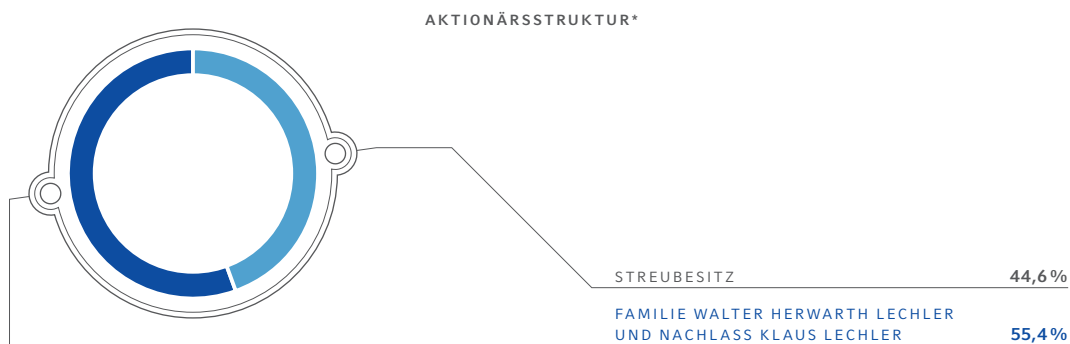 AKTIONÄRSSTRUKTUR*
STREUBESITZ 44,6 %
FAMILIE WALTER HERWARTH LECHLER
UND NACHLASS KLAUS LECHLER 55,4 %